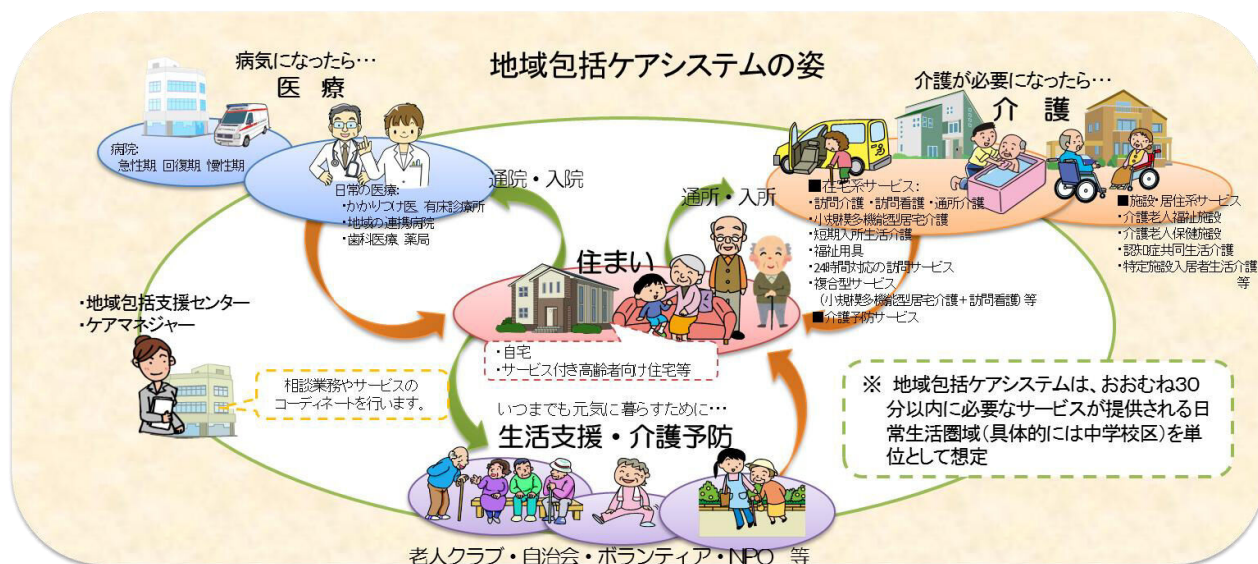 地域包括ケアシステムの姿
病気になったら…
医 療
病院:
急性期 回復期 慢性期
日常の医療:
・かかりつけ医、有床診療所
・地域の連携病院
・歯科医療、薬局
通院・入院
通所・入所
介護が必要になったら…
介 護
■在宅系サービス:
・訪問介護・訪問看護・通所介護
・小規模多機能型居宅介護
・短期入所生活介護
・福祉用具
・24時間対応の訪問サービス
・複合型サービス
(小規模多機能型居宅介護+訪問看護)等
■介護予防サービス
■施設・居住系サービス
・介護老人福祉施設
・介護老人保健施設
・認知症共同生活介護
・特定施設入居者生活介護
等
住まい
・自宅
・サービス付き高齢者向け住宅等
・地域包括支援センター
・ケアマネジャー
相談業務やサービスの
コーディネートを行います。
いつまでも元気に暮らすために…
生活支援・介護予防
老人クラブ・自治会・ボランティア・NPO 等
※ 地域包括ケアシステムは、おおむね30
分以内に必要なサービスが提供される日
常生活圏域(具体的には中学校区)を単
位として想定